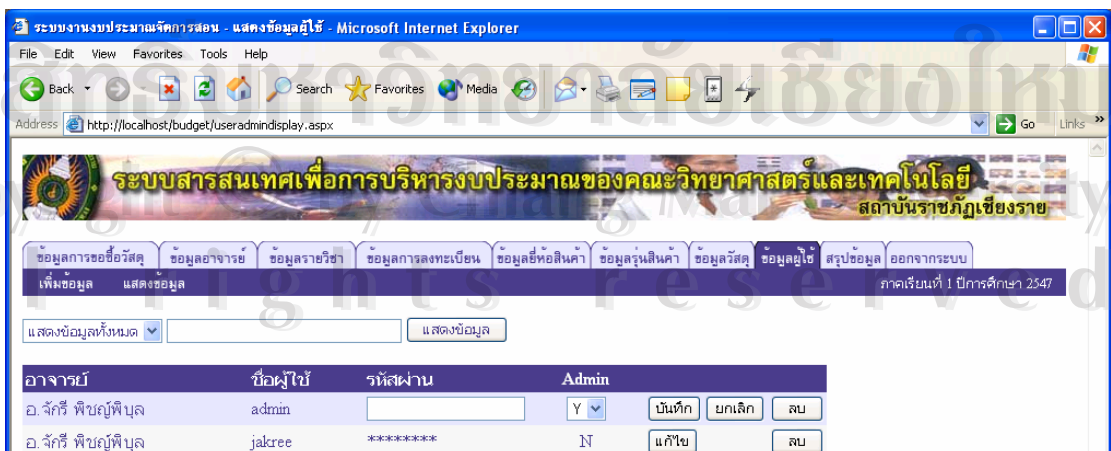 ระบบงานงบประมาณจัดการสอน - แสดงข้อมูลผู้ใช้ - Microsoft Internet Explorer
File Edit View Favorites Tools Help
Back Search Favorites Media
Address http://localhost/budget/useradmindisplay.aspx Go Links »
ระบบสารสนเทศเพื่อการบริหารงบประมาณของคณะวิทยาศาสตร์และเทคโนโลยี
สถาบันราชภัฏเชียงราย
ข้อมูลการขอซื้อวัสดุ ข้อมูลอาจารย์ ข้อมูลรายวิชา ข้อมูลการลงทะเบียน ข้อมูลยี่ห้อสินค้า ข้อมูลรุ่นสินค้า ข้อมูลวัสดุ ข้อมูลผู้ใช้ สรุปข้อมูล ออกจากระบบ
เพิ่มข้อมูล แสดงข้อมูล ภาคเรียนที่ 1 ปีการศึกษา 2547
แสดงข้อมูลทั้งหมด แสดงข้อมูล
อาจารย์ ชื่อผู้ใช้ รหัสผ่าน Admin
อ.จักรี พิชญ์พิบุล admin Y บันทึก ยกเลิก ลบ
อ.จักรี พิชญ์พิบุล jakree ******** N แก้ไข ลบ